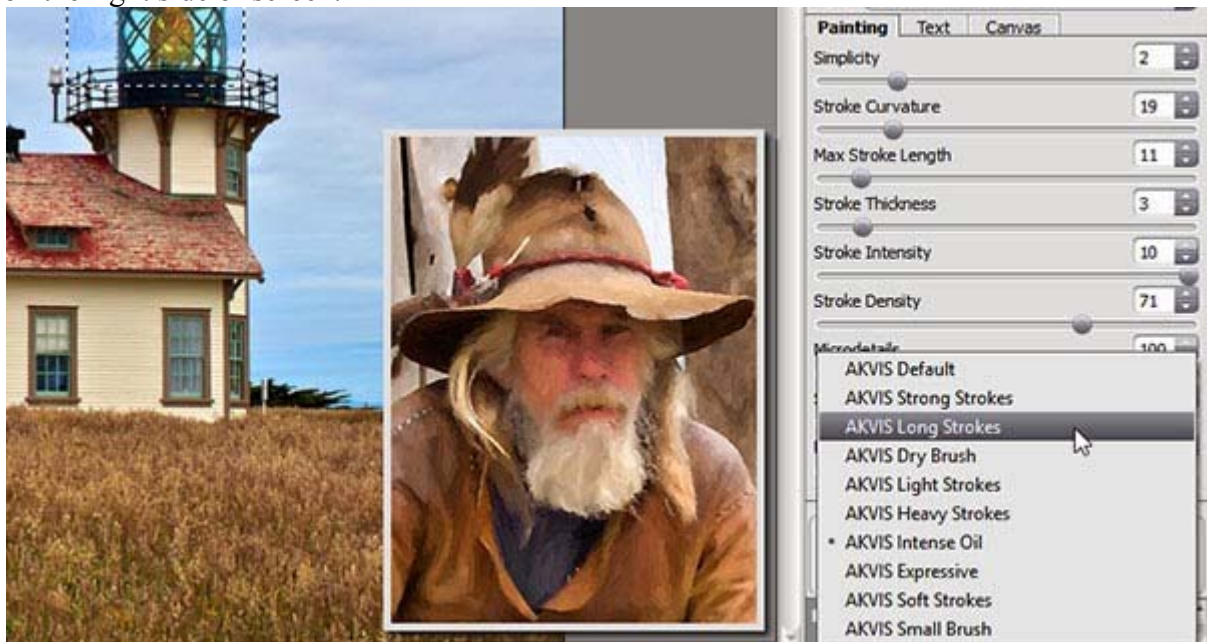 Painting Text Canvas
Simplicity 2
Stroke Curvature 19
Max Stroke Length 11
Stroke Thickness 3
Stroke Intensity 10
Stroke Density 71
Microdetails 100
AKVIS Default
AKVIS Strong Strokes
AKVIS Long Strokes
AKVIS Dry Brush
AKVIS Light Strokes
AKVIS Heavy Strokes
• AKVIS Intense Oil
AKVIS Expressive
AKVIS Soft Strokes
AKVIS Small Brush